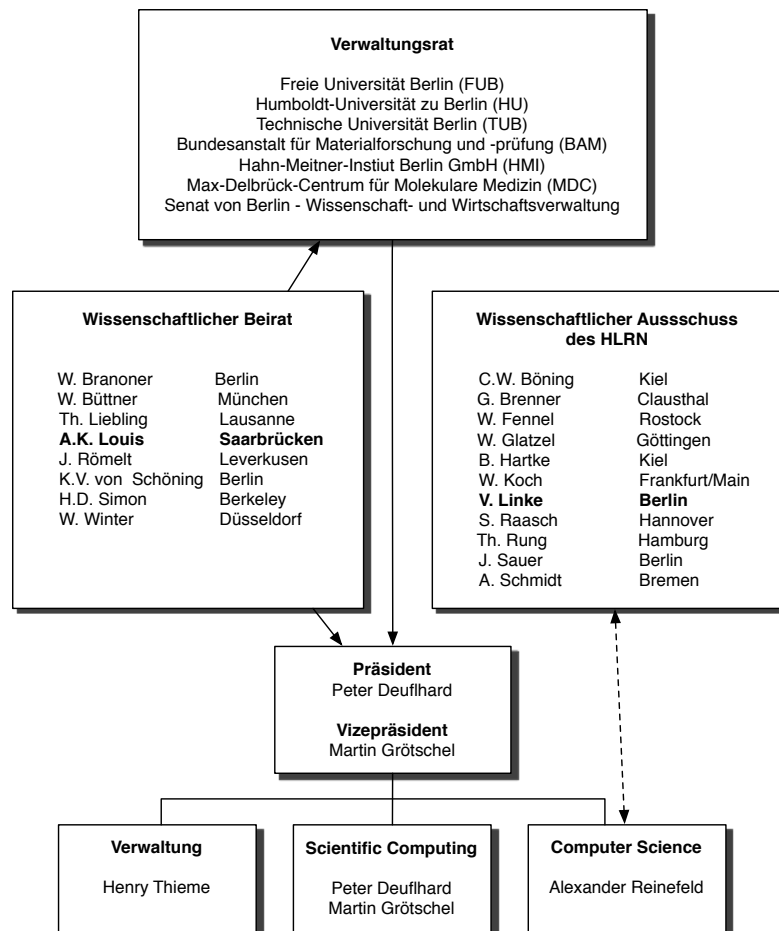 Verwaltungsrat
Freie Universität Berlin (FUB)
Humboldt-Universität zu Berlin (HU)
Technische Universität Berlin (TUB)
Bundesanstalt für Materialforschung und -prüfung (BAM)
Hahn-Meitner-Instiut Berlin GmbH (HMI)
Max-Delbrück-Centrum für Molekulare Medizin (MDC)
Senat von Berlin - Wissenschaft- und Wirtschaftsverwaltung
Wissenschaftlicher Beirat
W. Branoner Berlin
W. Büttner München
Th. Liebling Lausanne
A.K. Louis Saarbrücken
J. Römelt Leverkusen
K.V. von Schöning Berlin
H.D. Simon Berkeley
W. Winter Düsseldorf
Wissenschaftlicher Aussschuss
des HLRN
C.W. Böning Kiel
G. Brenner Clausthal
W. Fennel Rostock
W. Glatzel Göttingen
B. Hartke Kiel
W. Koch Frankfurt/Main
V. Linke Berlin
S. Raasch Hannover
Th. Rung Hamburg
J. Sauer Berlin
A. Schmidt Bremen
Präsident
Peter Deuflhard
Vizepräsident
Martin Grötschel
Verwaltung
Henry Thieme
Scientific Computing
Peter Deuflhard
Martin Grötschel
Computer Science
Alexander Reinefeld